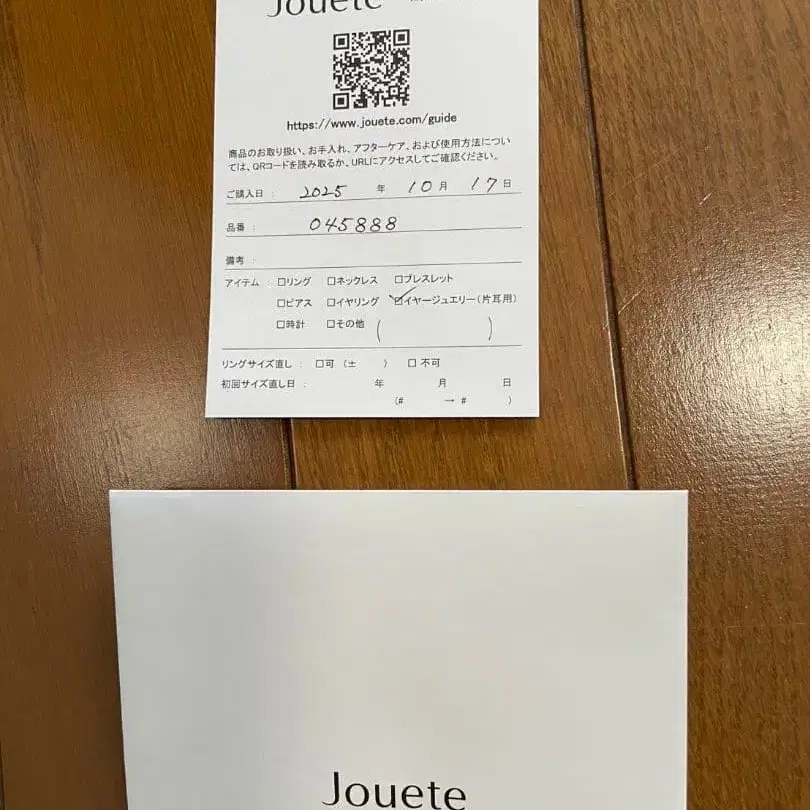 Jouete
https://www.jouete.com/guide
商品のお取り扱い、お手入れ、アフターケア、および使用方法につい
ては、QRコードを読み取るか、URLにアクセスしてご確認ください。
ご購入日 : 2025 年 10 月 17 日
品番 : 045888
備考 :
アイテム : □リング □ネックレス □ブレスレット
□ピアス □イヤリング ☑イヤージュエリー(片耳用)
□時計 □その他 ( )
リングサイズ直し : □可 (± ) □不可
初回サイズ直し日 : 年 月 日
(# → # )
Jouete